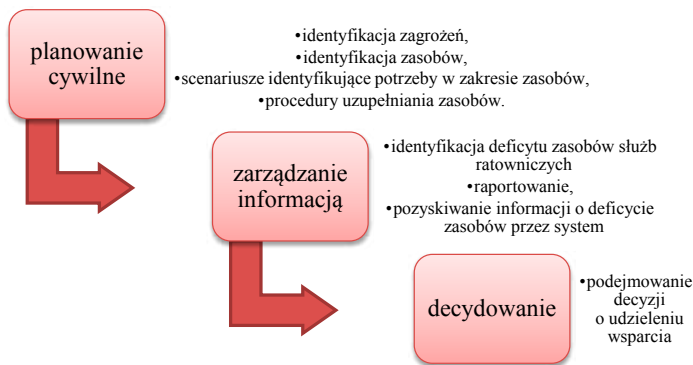 planowanie
cywilne
•identyfikacja zagrożeń,
•identyfikacja zasobów,
•scenariusze identyfikujące potrzeby w zakresie zasobów,
•procedury uzupełniania zasobów.
zarządzanie
informacją
•identyfikacja deficytu zasobów służb
ratowniczych
•raportowanie,
•pozyskiwanie informacji o deficycie
zasobów przez system
decydowanie
•podejmowanie
decyzji
o udzieleniu
wsparcia